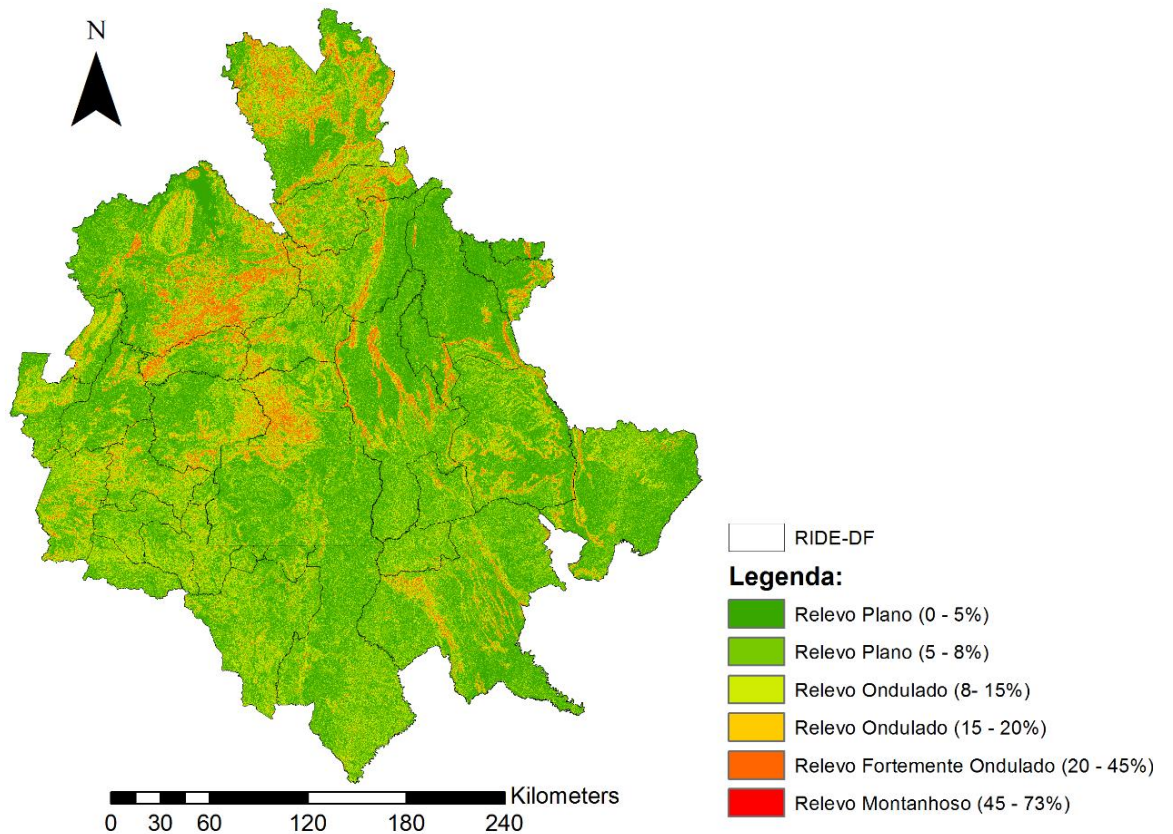 N
RIDE-DF
Legenda:
Relevo Plano (0 - 5%)
Relevo Plano (5 - 8%)
Relevo Ondulado (8- 15%)
Relevo Ondulado (15 - 20%)
Relevo Fortemente Ondulado (20 - 45%)
Relevo Montanhoso (45 - 73%)
Kilometers
0 30 60 120 180 240